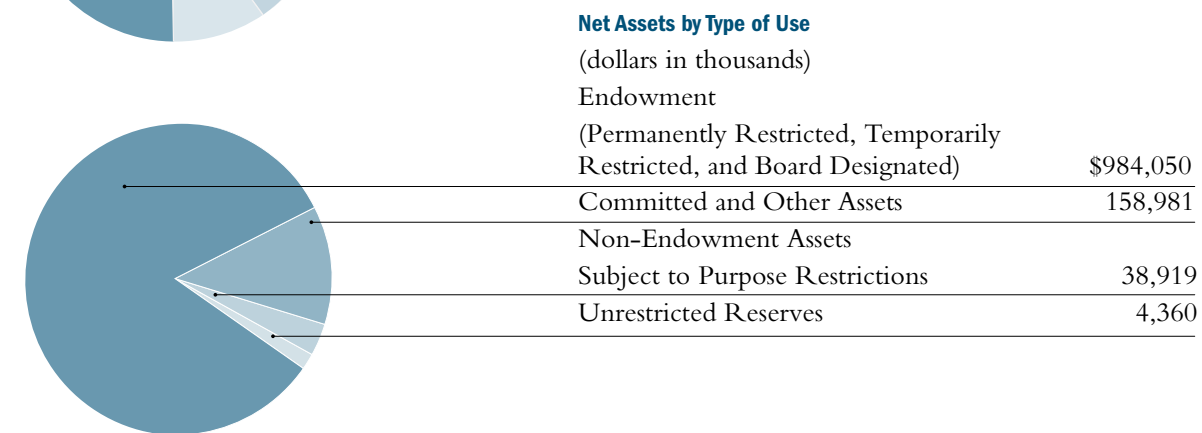 Net Assets by Type of Use
(dollars in thousands)
Endowment
(Permanently Restricted, Temporarily
Restricted, and Board Designated) $984,050
Committed and Other Assets 158,981
Non-Endowment Assets
Subject to Purpose Restrictions 38,919
Unrestricted Reserves 4,360